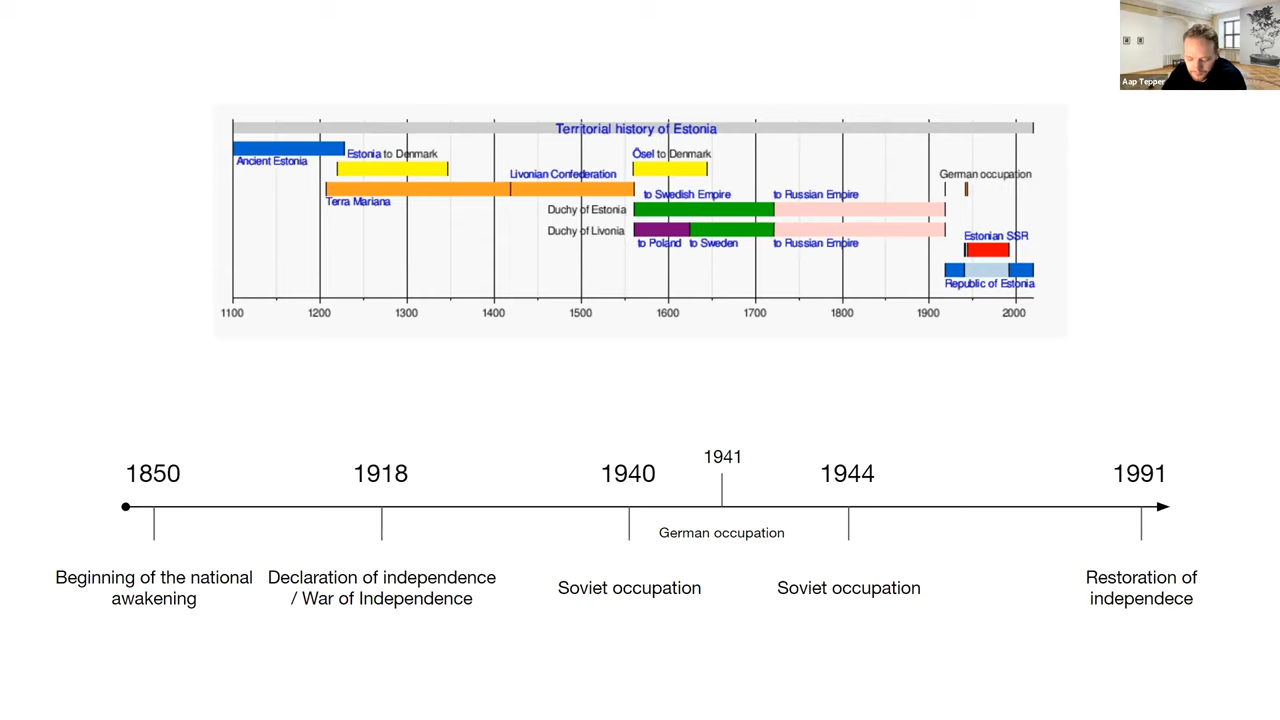 Aap Tepper
Territorial history of Estonia
Ancient Estonia
Estonia to Denmark
Ösel to Denmark
Livonian Confederation
German occupation
Terra Mariana
to Swedish Empire
to Russian Empire
Duchy of Estonia
Duchy of Livonia
to Poland
to Sweden
to Russian Empire
Estonian SSR
Republic of Estonia
1100
1200
1300
1400
1500
1600
1700
1800
1900
2000
1850
1918
1940
1941
1944
1991
German occupation
Beginning of the national
awakening
Declaration of independence
/ War of Independence
Soviet occupation
Soviet occupation
Restoration of
independece